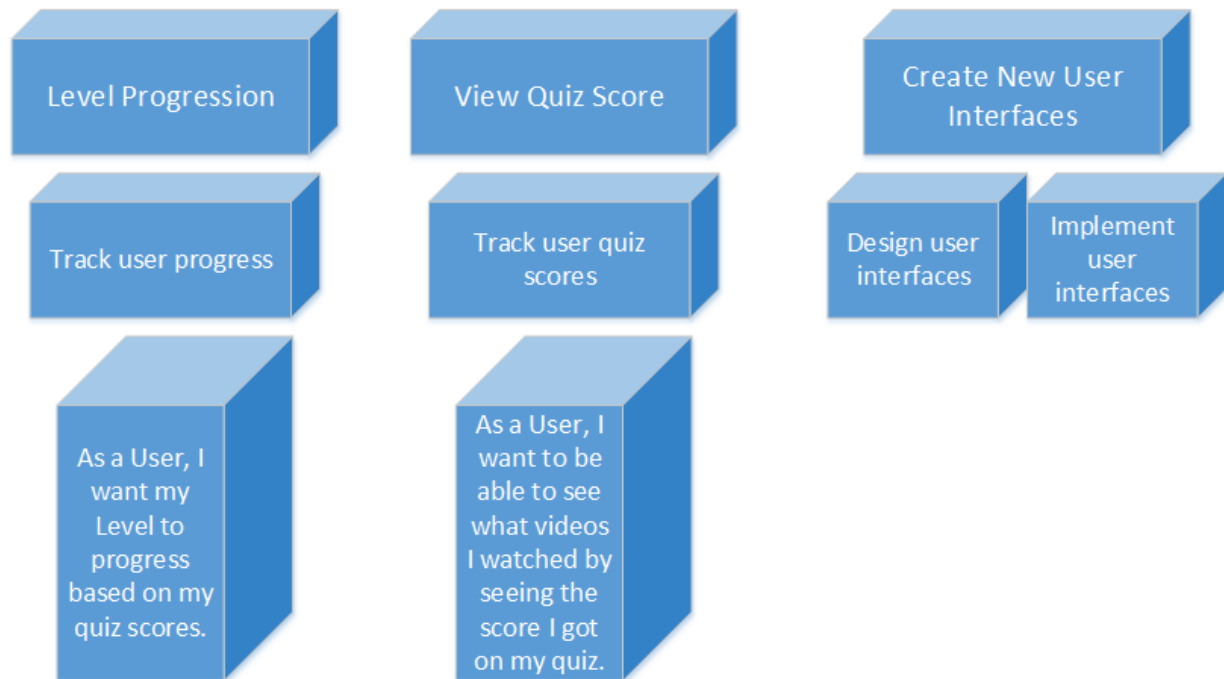 Level Progression
View Quiz Score
Create New User
Interfaces
Track user progress
Track user quiz
scores
Design user
interfaces
Implement
user
interfaces
As a User, I
want my
Level to
progress
based on my
quiz scores.
As a User, I
want to be
able to see
what videos
I watched by
seeing the
score I got
on my quiz.